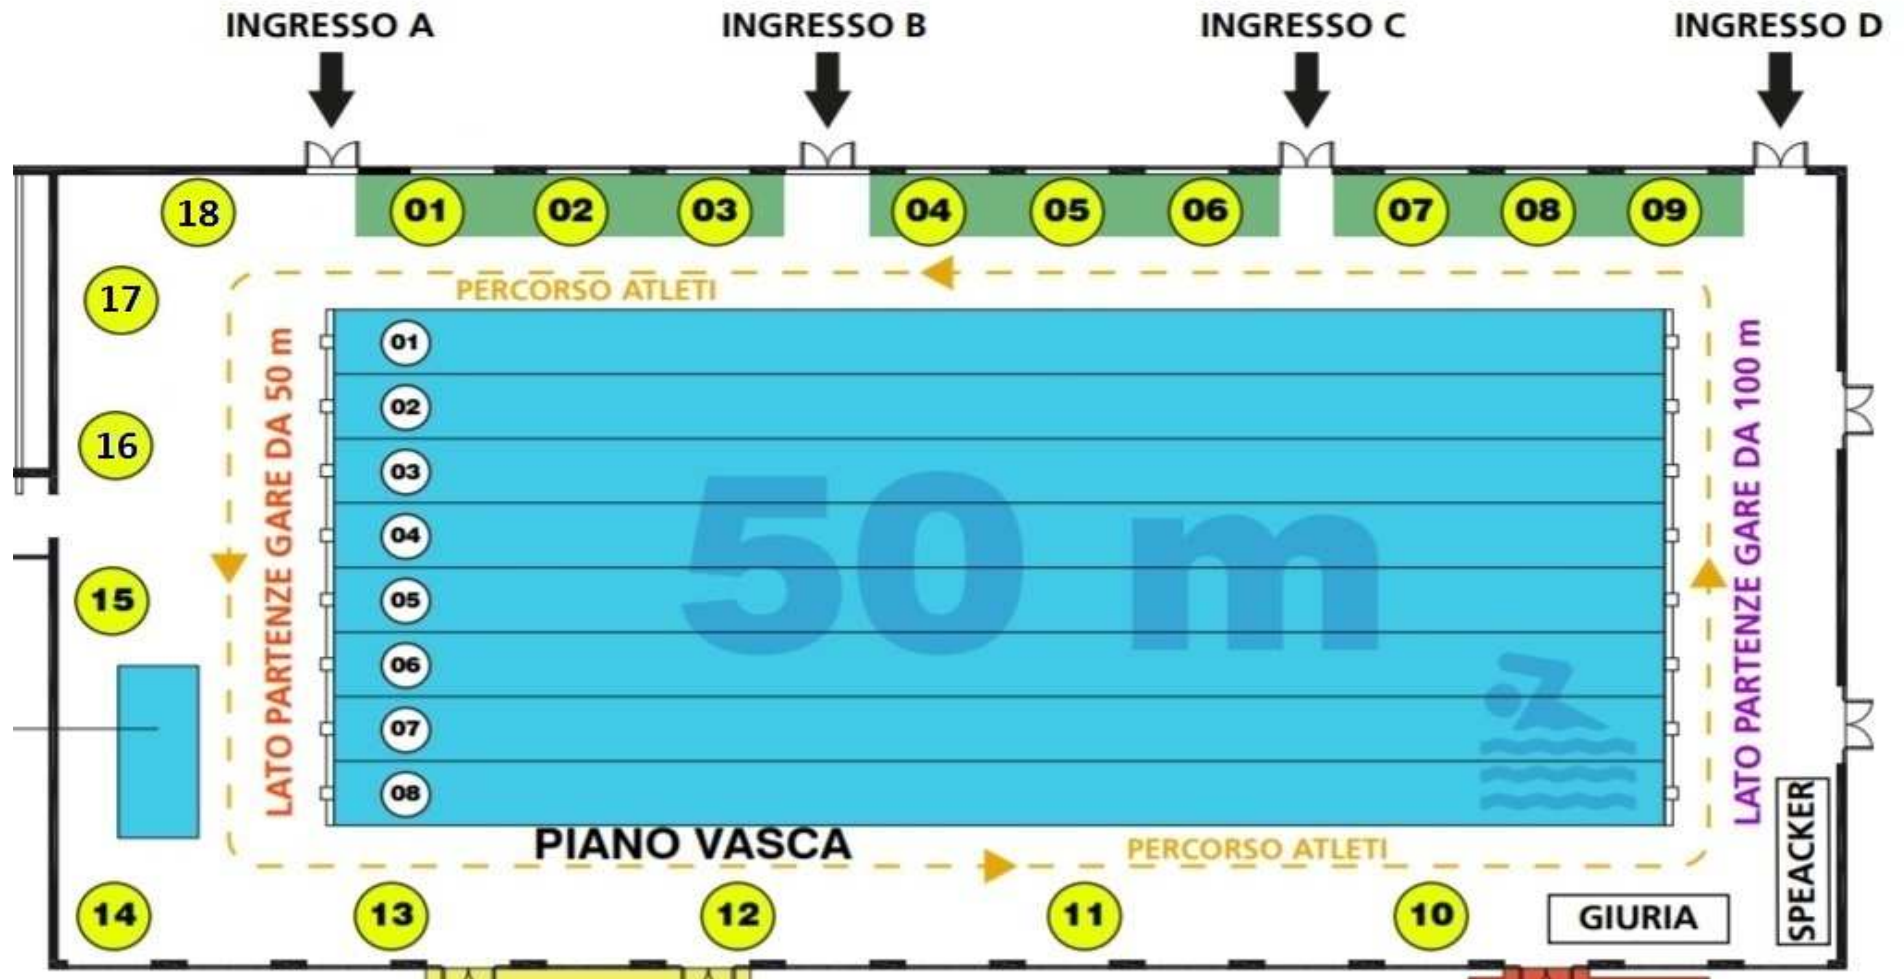 INGRESSO A INGRESSO B INGRESSO C INGRESSO D
18 01 02 03 04 05 06 07 08 09
17
PERCORSO ATLETI
16
15
14
LATO PARTENZE GARE DA 50 m
01
02
03
04
05
06
07
08
50 m
LATO PARTENZE GARE DA 100 m
PIANO VASCA
PERCORSO ATLETI
13 12 11 10
GIURIA
SPEACKER